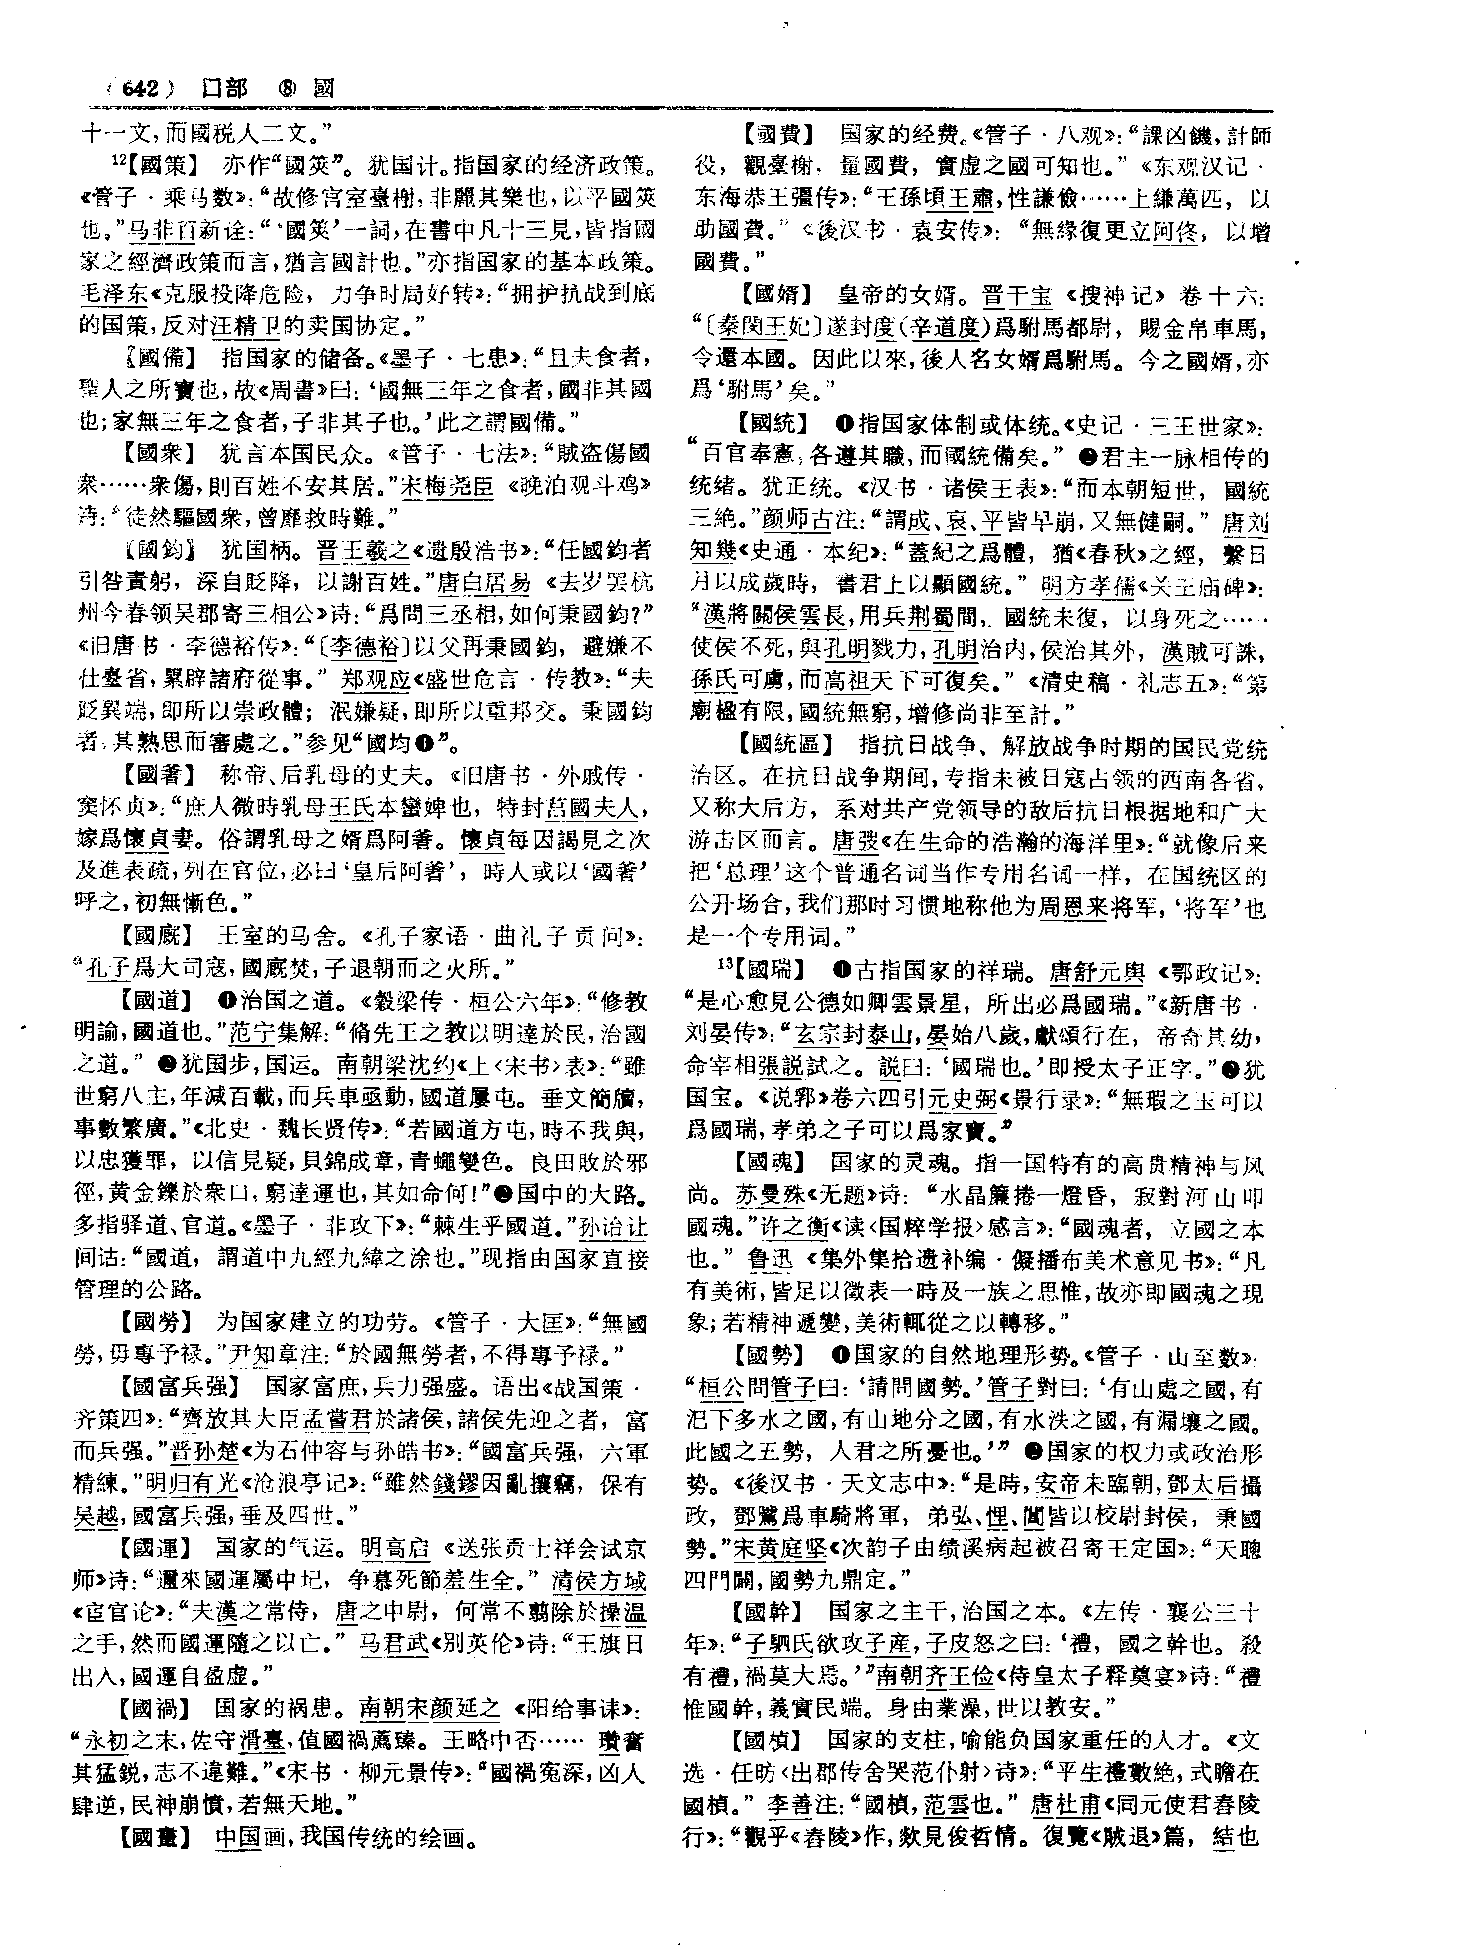 （642） 口部 ⑧ 國
十一文，而國税人二文。”
¹²【國策】 亦作“國筴”。犹国计。指国家的经济政策。
《管子·乘马数》：“故修宫室臺榭，非麗其樂也，以平國筴
也。”马非百新诠：“‘國筴’一詞，在書中凡十三見，皆指國
家之經濟政策而言，猶言國計也。”亦指国家的基本政策。
毛泽东《克服投降危险，力争时局好转》：“拥护抗战到底
的国策，反对汪精卫的卖国协定。”
【國備】 指国家的储备。《墨子·七患》：“且夫食者，
聖人之所寶也，故《周書》曰：‘國無三年之食者，國非其國
也；家無三年之食者，子非其子也。’此之謂國備。”
【國衆】 犹言本国民众。《管子·七法》：“賊盗傷國
衆……衆傷，則百姓不安其居。”宋梅尧臣《晚泊观斗鸡》
诗：“徒然驅國衆，曾靡救時難。”
【國鈞】 犹国柄。晋王羲之《遗殷浩书》：“任國鈞者
引咎責躬，深自貶降，以謝百姓。”唐白居易《去岁罢杭
州今春领吴郡寄三相公》诗：“爲問三丞相，如何秉國鈞？”
《旧唐书·李德裕传》：“〔李德裕〕以父再秉國鈞，避嫌不
仕臺省，累辟諸府從事。”郑观应《盛世危言·传教》：“夫
貶異端，即所以崇政體；泯嫌疑，即所以重邦交。秉國鈞
者，其熟思而審處之。”参见“國均❶”。
【國奢】 称帝、后乳母的丈夫。《旧唐书·外戚传·
窦怀贞》：“庶人微時乳母王氏本蠻婢也，特封莒國夫人，
嫁爲懷貞妻。俗謂乳母之婿爲阿奢。懷貞每因謁見之次
及進表疏，列在官位，必曰‘皇后阿奢’，時人或以‘國奢’
呼之，初無慚色。”
【國廐】 王室的马舍。《孔子家语·曲礼子贡问》：
“孔子爲大司寇，國廐焚，子退朝而之火所。”
【國道】 ❶治国之道。《穀梁传·桓公六年》：“修教
明諭，國道也。”范宁集解：“脩先王之教以明達於民，治國
之道。”❷犹国步，国运。南朝梁沈约《上〈宋书〉表》：“雖
世窮八主，年減百載，而兵車亟動，國道屢屯。垂文簡牘，
事數繁廣。”《北史·魏长贤传》：“若國道方屯，時不我與，
以忠獲罪，以信見疑，貝錦成章，青蠅變色。良田敗於邪
徑，黄金鑠於衆口，窮達運也，其如命何！”❸国中的大路。
多指驿道、官道。《墨子·非攻下》：“棘生乎國道。”孙诒让
间诂：“國道，謂道中九經九緯之涂也。”现指由国家直接
管理的公路。
【國勞】 为国家建立的功劳。《管子·大匡》：“無國
勞，毋專予禄。”尹知章注：“於國無勞者，不得專予禄。”
【國富兵强】 国家富庶，兵力强盛。语出《战国策·
齐策四》：“齊放其大臣孟嘗君於諸侯，諸侯先迎之者，富
而兵强。”晋孙楚《为石仲容与孙皓书》：“國富兵强，六軍
精練。”明归有光《沧浪亭记》：“雖然錢鏐因亂攘竊，保有
吴越，國富兵强，垂及四世。”
【國運】 国家的气运。明高启《送张贡士祥会试京
师》诗：“邇來國運屬中圮，争慕死節羞生全。”清侯方域
《宦官论》：“夫漢之常侍，唐之中尉，何常不翦除於操温
之手，然而國運隨之以亡。”马君武《别英伦》诗：“王旗日
出入，國運自盈虚。”
【國禍】 国家的祸患。南朝宋颜延之《阳给事诔》：
“永初之末，佐守滑臺，值國禍薦臻。王略中否……瓚奮
其猛鋭，志不違難。”《宋书·柳元景传》：“國禍冤深，凶人
肆逆，民神崩憤，若無天地。”
【國畫】 中国画，我国传统的绘画。
【國費】 国家的经费。《管子·八观》：“課凶饑，計師
役，觀臺榭，量國費，實虚之國可知也。”《东观汉记·
东海恭王彊传》：“王孫頃王肅，性謙儉……上縑萬匹，以
助國費。”《後汉书·袁安传》：“無緣復更立阿佟，以增
國費。”
【國婿】 皇帝的女婿。晋干宝《搜神记》卷十六：
“〔秦閔王妃〕遂封度（辛道度）爲駙馬都尉，賜金帛車馬，
令還本國。因此以來，後人名女婿爲駙馬。今之國婿，亦
爲‘駙馬’矣。”
【國統】 ❶指国家体制或体统。《史记·三王世家》：
“百官奉憲，各遵其職，而國統備矣。”❷君主一脉相传的
统绪。犹正统。《汉书·诸侯王表》：“而本朝短世，國統
三絶。”颜师古注：“謂成、哀、平皆早崩，又無健嗣。”唐刘
知幾《史通·本纪》：“蓋紀之爲體，猶《春秋》之經，繫日
月以成歲時，書君上以顯國統。”明方孝孺《关王庙碑》：
“漢將關侯雲長，用兵荆蜀間，國統未復，以身死之……
使侯不死，與孔明戮力，孔明治内，侯治其外，漢賊可誅，
孫氏可虜，而高祖天下可復矣。”《清史稿·礼志五》：“第
廟楹有限，國統無窮，增修尚非至計。”
【國統區】 指抗日战争、解放战争时期的国民党统
治区。在抗日战争期间，专指未被日寇占领的西南各省，
又称大后方，系对共产党领导的敌后抗日根据地和广大
游击区而言。唐弢《在生命的浩瀚的海洋里》：“就像后来
把‘总理’这个普通名词当作专用名词一样，在国统区的
公开场合，我们那时习惯地称他为周恩来将军，‘将军’也
是一个专用词。”
¹³【國瑞】 ❶古指国家的祥瑞。唐舒元舆《鄂政记》：
“是心愈見公德如卿雲景星，所出必爲國瑞。”《新唐书·
刘晏传》：“玄宗封泰山，晏始八歲，獻頌行在，帝奇其幼，
命宰相張説試之。説曰：‘國瑞也。’即授太子正字。”❷犹
国宝。《说郛》卷六四引元史弼《景行录》：“無瑕之玉可以
爲國瑞，孝弟之子可以爲家寶。”
【國魂】 国家的灵魂。指一国特有的高贵精神与风
尚。苏曼殊《无题》诗：“水晶簾捲一燈昏，寂對河山叩
國魂。”许之衡《读〈国粹学报〉感言》：“國魂者，立國之本
也。”鲁迅《集外集拾遗补编·儗播布美术意见书》：“凡
有美術，皆足以徵表一時及一族之思惟，故亦即國魂之現
象；若精神遞變，美術輒從之以轉移。”
【國勢】 ❶国家的自然地理形势。《管子·山至数》：
“桓公問管子曰：‘請問國勢。’管子對曰：‘有山處之國，有
汜下多水之國，有山地分之國，有水泆之國，有漏壤之國。
此國之五勢，人君之所憂也。’”❷国家的权力或政治形
势。《後汉书·天文志中》：“是時，安帝未臨朝，鄧太后攝
政，鄧騭爲車騎將軍，弟弘、悝、閶皆以校尉封侯，秉國
勢。”宋黄庭坚《次韵子由绩溪病起被召寄王定国》：“天聰
四門闢，國勢九鼎定。”
【國幹】 国家之主干，治国之本。《左传·襄公三十
年》：“子駟氏欲攻子産，子皮怒之曰：‘禮，國之幹也。殺
有禮，禍莫大焉。’”南朝齐王俭《侍皇太子释奠宴》诗：“禮
惟國幹，義實民端。身由業澡，世以教安。”
【國楨】 国家的支柱，喻能负国家重任的人才。《文
选·任昉〈出郡传舍哭范仆射〉诗》：“平生禮數絶，式瞻在
國楨。”李善注：“國楨，范雲也。”唐杜甫《同元使君舂陵
行》：“觀乎《舂陵》作，欻見俊哲情。復覽《賊退》篇，結也